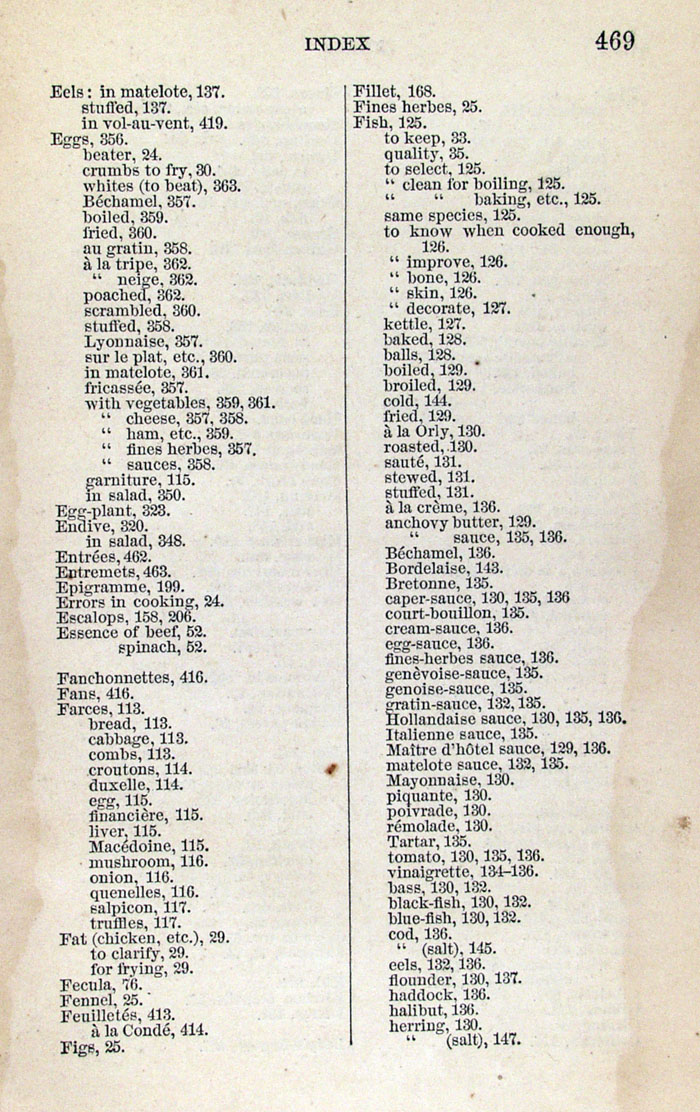 INDEX
469
Eels: in matelote, 137.
stuffed, 137.
in vol-au-vent, 419.
Eggs, 356.
beater, 24.
crumbs to fry, 30.
whites (to beat), 363.
Béchamel, 357.
boiled, 359.
fried, 360.
au gratin, 358.
à la tripe, 362.
" neige, 362.
poached, 362.
scrambled, 360.
stuffed, 358.
Lyonnaise, 357.
sur le plat, etc., 360.
in matelote, 361.
fricassée, 357.
with vegetables, 359, 361.
" cheese, 357, 358.
" ham, etc., 359.
" fines herbes, 357.
" sauces, 358.
garniture, 115.
in salad, 350.
Egg-plant, 323.
Endive, 320.
in salad, 348.
Entrées, 462.
Entremets, 463.
Epigramme, 199.
Errors in cooking, 24.
Escalops, 158, 206.
Essence of beef, 52.
spinach, 52.
Fanchonnettes, 416.
Fans, 416.
Farces, 113.
bread, 113.
cabbage, 113.
combs, 113.
croutons, 114.
duxelle, 114.
egg, 115.
financière, 115.
liver, 115.
Macédoine, 115.
mushroom, 116.
onion, 116.
quenelles, 116.
salpicon, 117.
truffles, 117.
Fat (chicken, etc.), 29.
to clarify, 29.
for frying, 29.
Fecula, 76.
Fennel, 25.
Feuilletés, 413.
à la Condé, 414.
Figs, 25.
Fillet, 168.
Fines herbes, 25.
Fish, 125.
to keep, 33.
quality, 35.
to select, 125.
" clean for boiling, 125.
" " baking, etc., 125.
same species, 125.
to know when cooked enough,
126.
" improve, 126.
" bone, 126.
" skin, 126.
" decorate, 127.
kettle, 127.
baked, 128.
balls, 128.
boiled, 129.
broiled, 129.
cold, 144.
fried, 129.
à la Orly, 130.
roasted, 130.
sauté, 131.
stewed, 131.
stuffed, 131.
à la crème, 136.
anchovy butter, 129.
" sauce, 135, 136.
Béchamel, 136.
Bordelaise, 143.
Bretonne, 135.
caper-sauce, 130, 135, 136
court-bouillon, 135.
cream-sauce, 136.
egg-sauce, 136.
fines-herbes sauce, 136.
genèvoise-sauce, 135.
genoise-sauce, 135.
gratin-sauce, 132, 135.
Hollandaise sauce, 130, 135, 136.
Italienne sauce, 135.
Maître d'hôtel sauce, 129, 136.
matelote sauce, 132, 135.
Mayonnaise, 130.
piquante, 130.
poivrade, 130.
rémolade, 130.
Tartar, 135.
tomato, 130, 135, 136.
vinaigrette, 134-136.
bass, 130, 132.
black-fish, 130, 132.
blue-fish, 130, 132.
cod, 136.
" (salt), 145.
eels, 132, 136.
flounder, 130, 137.
haddock, 136.
halibut, 136.
herring, 130.
" (salt), 147.